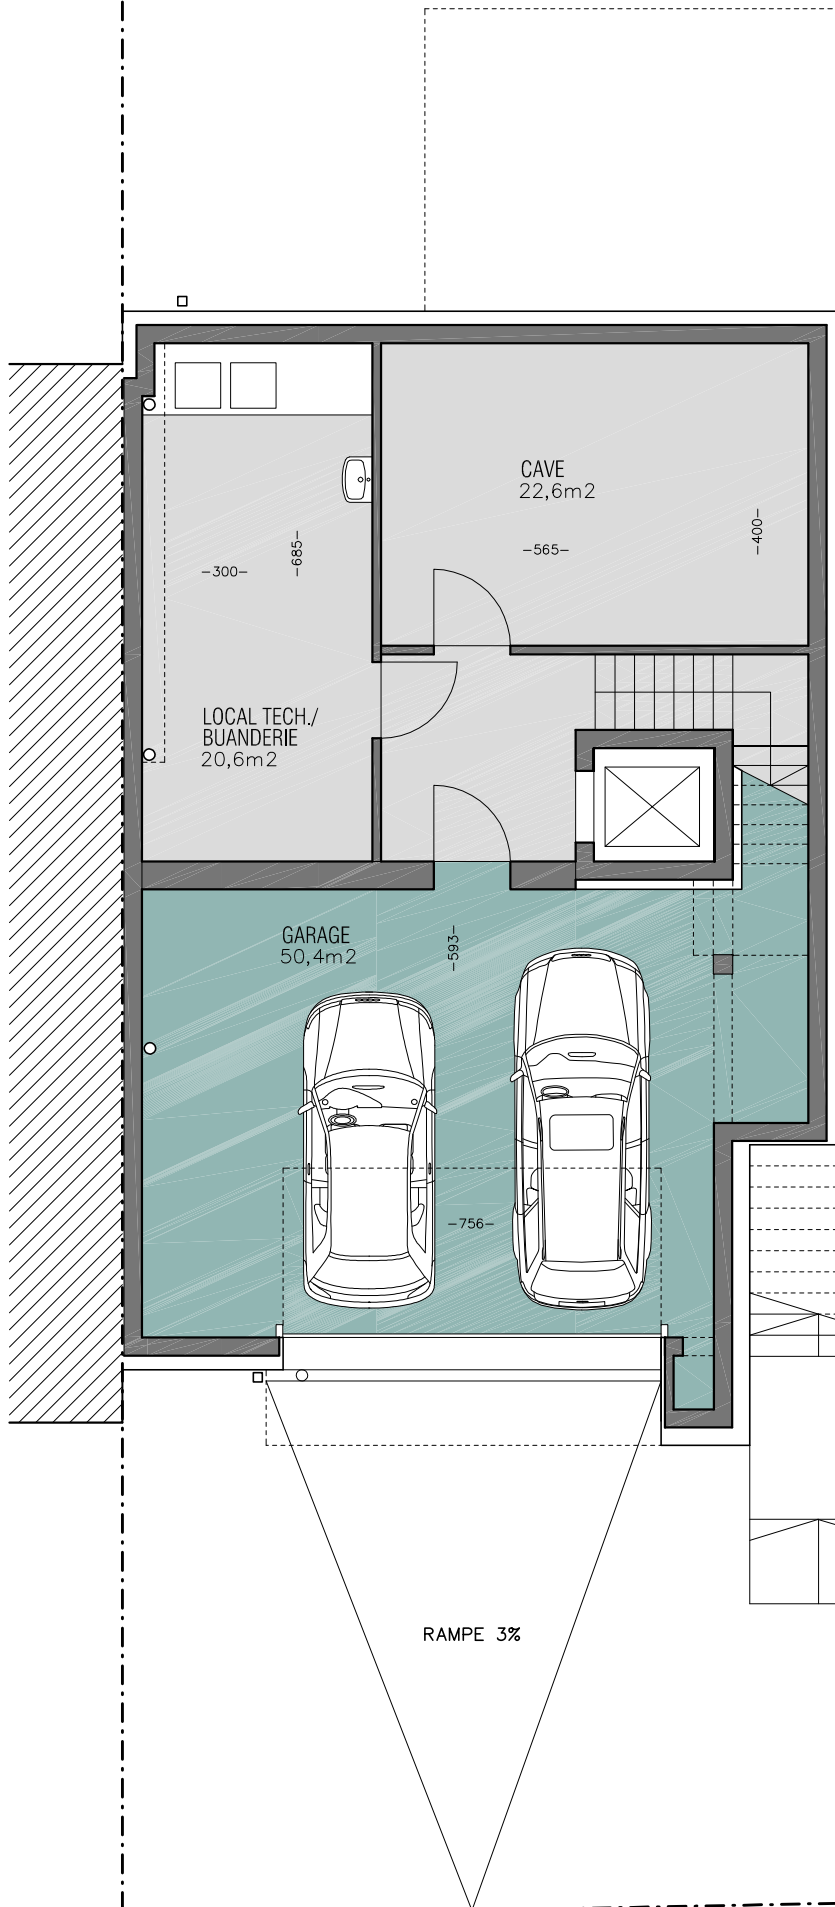 CAVE
22,6m2
-565-
-400-
-685-
-300-
LOCAL TECH./
BUANDERIE
20,6m2
GARAGE
50,4m2
-593-
-756-
RAMPE 3%